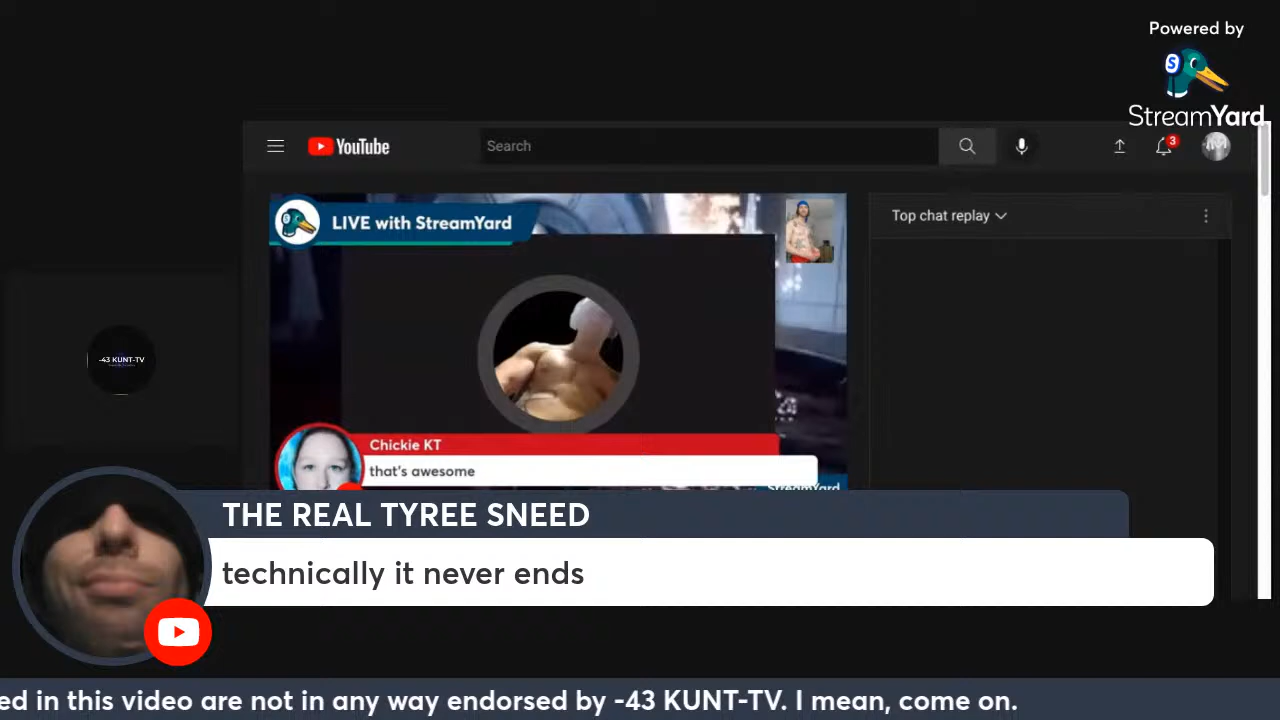 Powered by
StreamYard
YouTube
Search
3
LIVE with StreamYard
Top chat replay
-43 KUNT-TV
Chickie KT
that's awesome
StreamYard
THE REAL TYREE SNEED
technically it never ends
ed in this video are not in any way endorsed by -43 KUNT-TV. I mean, come on.